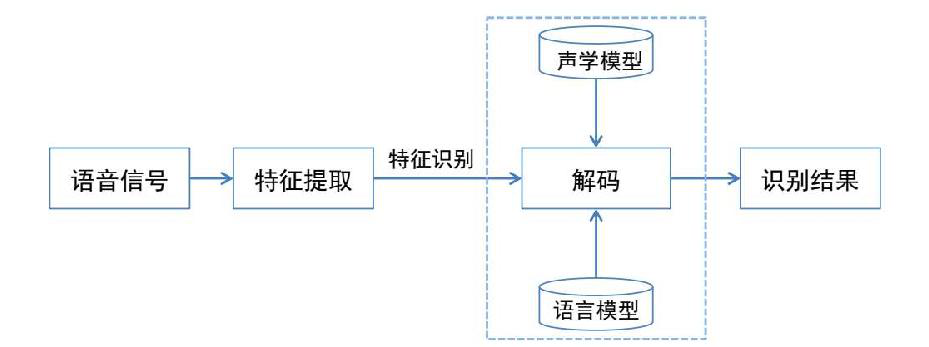 声学模型
语音信号
特征提取
特征识别
解码
识别结果
语言模型